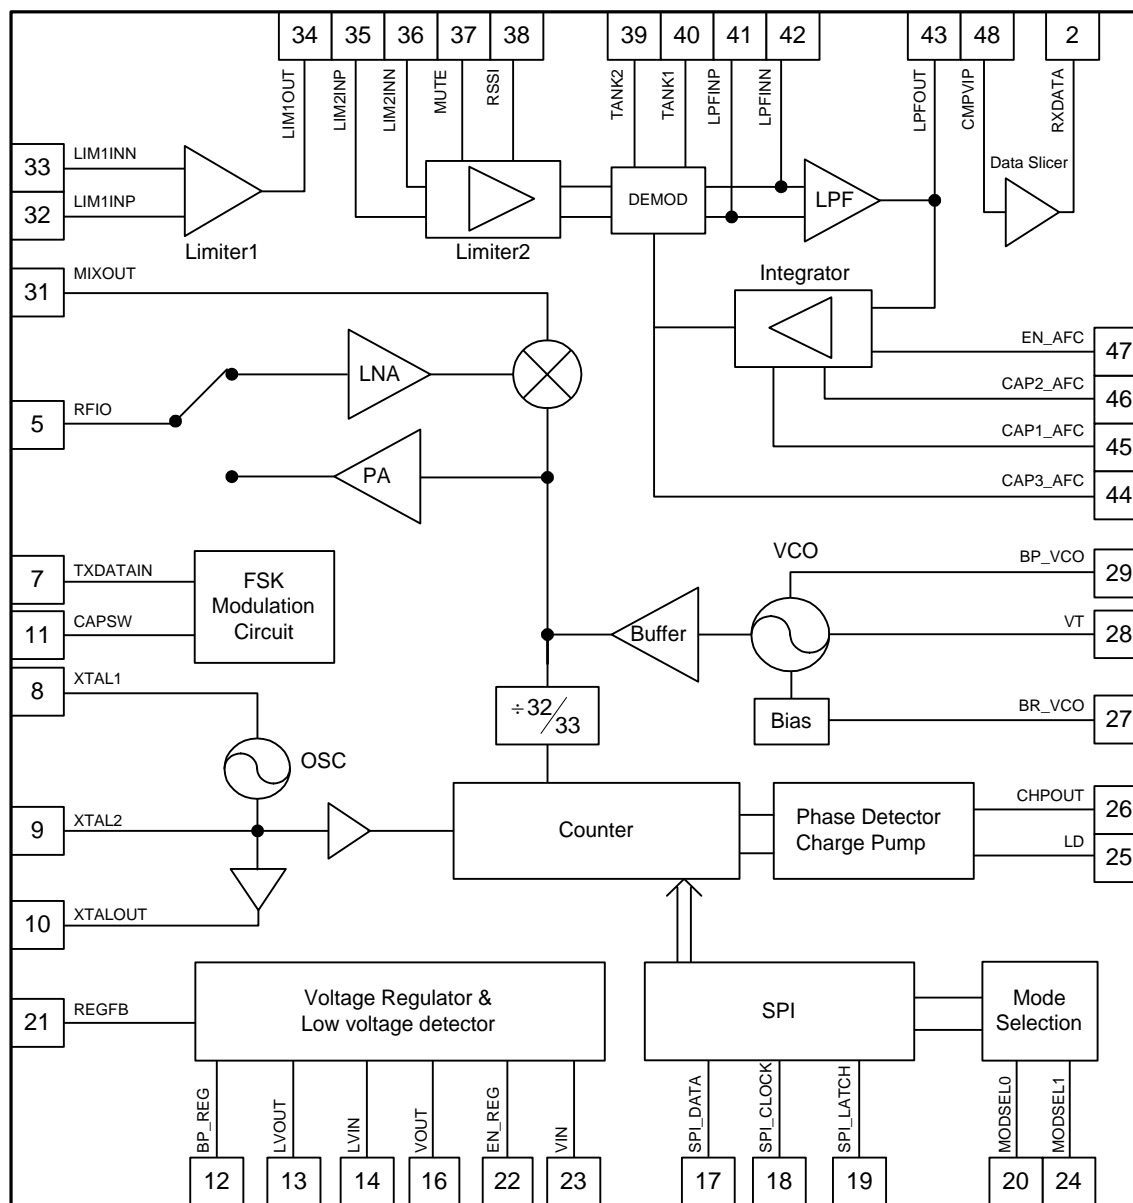 34 35 36 37 38 39 40 41 42 43 48 2
LIM1OUT
LIM2INP
LIM2INN
MUTE
RSSI
TANK2
TANK1
LPFINP
LPFINN
LPFOUT
CMPVIP
RXDATA
33 LIM1INN
32 LIM1INP
Limiter1
Limiter2
DEMOD
LPF
Data Slicer
31 MIXOUT
Integrator
EN_AFC 47
CAP2_AFC 46
CAP1_AFC 45
CAP3_AFC 44
5 RFIO
LNA
PA
7 TXDATAIN
11 CAPSW
FSK
Modulation
Circuit
VCO
BP_VCO 29
VT 28
BR_VCO 27
Buffer
Bias
8 XTAL1
OSC
÷32/33
9 XTAL2
10 XTALOUT
Counter
Phase Detector
Charge Pump
CHPOUT 26
LD 25
21 REGFB
Voltage Regulator &
Low voltage detector
SPI
Mode
Selection
BP_REG
LVOUT
LVIN
VOUT
EN_REG
VIN
SPI_DATA
SPI_CLOCK
SPI_LATCH
MODSEL0
MODSEL1
12 13 14 16 22 23 17 18 19 20 24